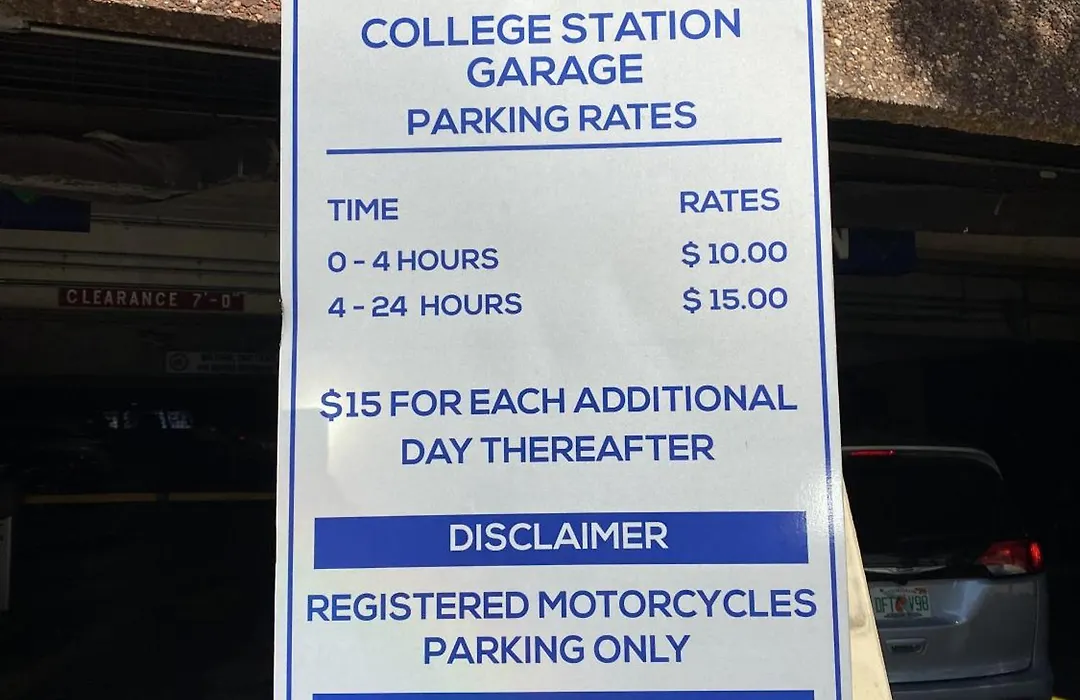 COLLEGE STATION
GARAGE
PARKING RATES
TIME RATES
0 - 4 HOURS $ 10.00
4 - 24 HOURS $ 15.00
$15 FOR EACH ADDITIONAL
DAY THEREAFTER
DISCLAIMER
REGISTERED MOTORCYCLES
PARKING ONLY
CLEARANCE 7'-0"